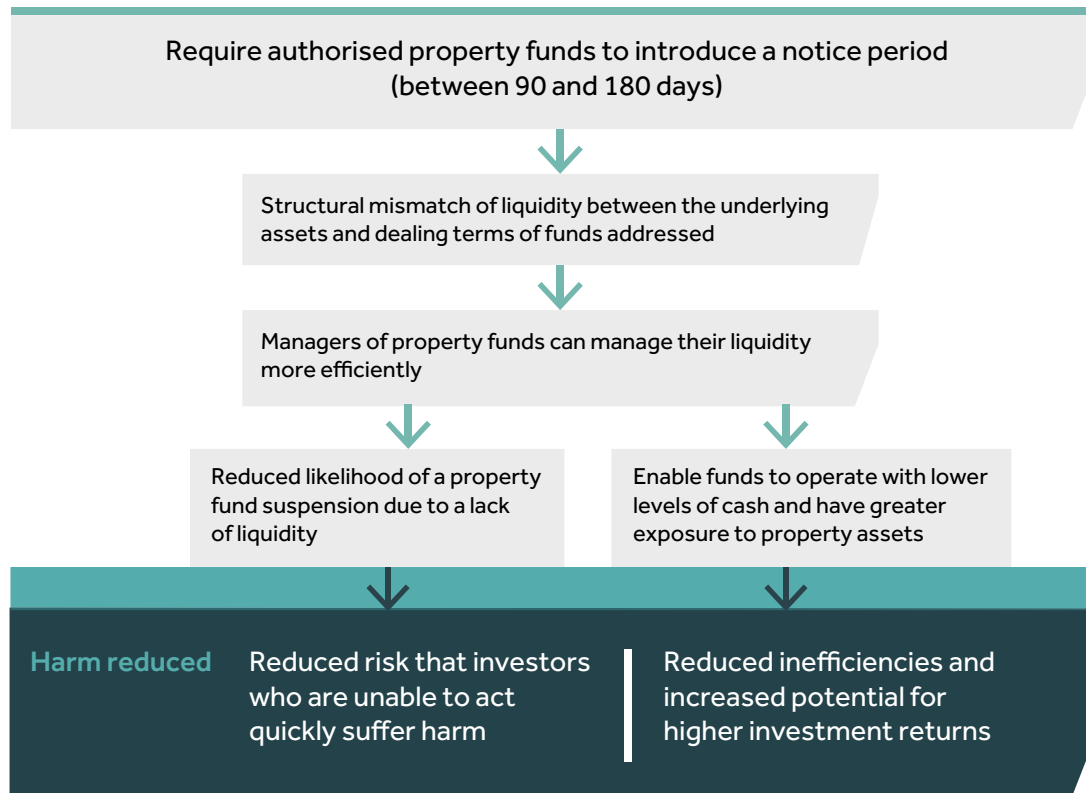 Require authorised property funds to introduce a notice period
(between 90 and 180 days)
Structural mismatch of liquidity between the underlying
assets and dealing terms of funds addressed
Managers of property funds can manage their liquidity
more efficiently
Reduced likelihood of a property
fund suspension due to a lack
of liquidity
Enable funds to operate with lower
levels of cash and have greater
exposure to property assets
Harm reduced
Reduced risk that investors
who are unable to act
quickly suffer harm
Reduced inefficiencies and
increased potential for
higher investment returns